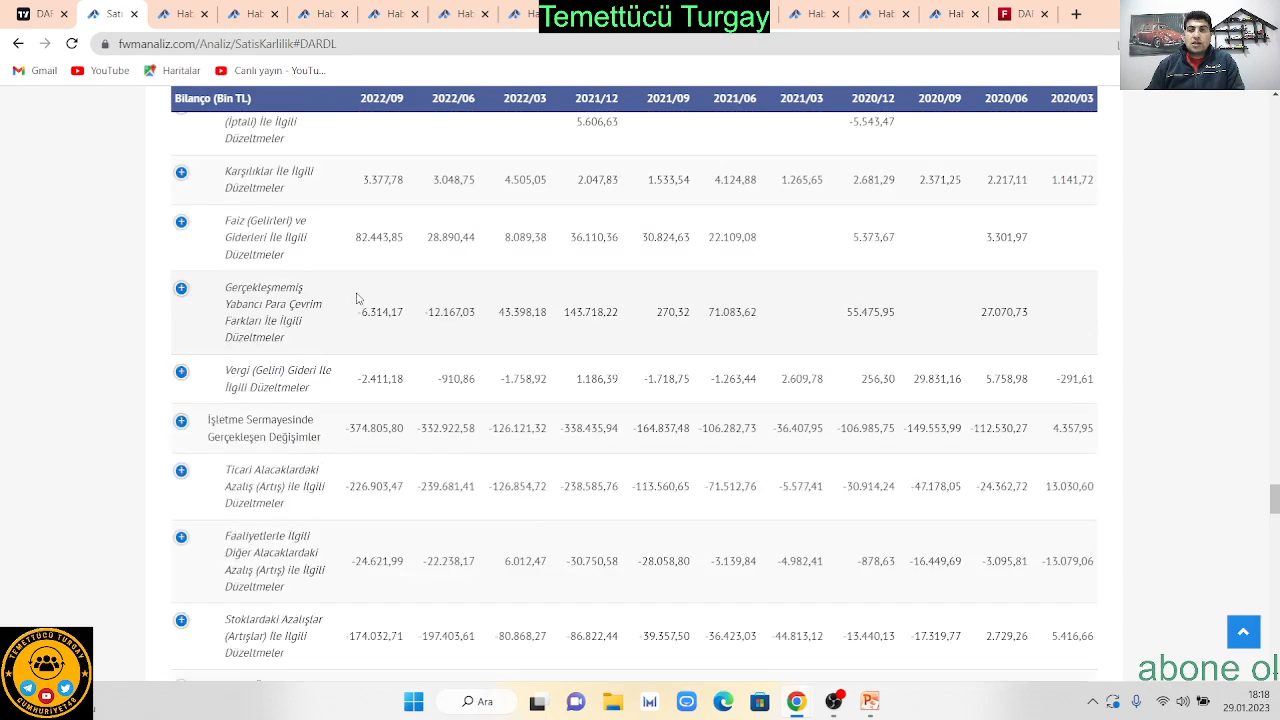 Temettücü Turgay
Hal
Hal
Hal
Hal
Hal
Hal
Hal
DARD
fwmanaliz.com/Analiz/SatisKarlilik#DARDL
Gmail YouTube Haritalar Canlı yayın - YouTu...
Bilanço (Bin TL) 2022/09 2022/06 2022/03 2021/12 2021/09 2021/06 2021/03 2020/12 2020/09 2020/06 2020/03
(İptali) İle İlgili 5.606,63 -5.543,47
Düzeltmeler
Karşılıklar İle İlgili
Düzeltmeler
3.377,78 3.048,75 4.505,05 2.047,83 1.533,54 4.124,88 1.265,65 2.681,29 2.371,25 2.217,11 1.141,72
Faiz (Gelirleri) ve
Giderleri İle İlgili
Düzeltmeler
82.443,85 28.890,44 8.089,38 36.110,36 30.824,63 22.109,08 5.373,67 3.301,97
Gerçekleşmemiş
Yabancı Para Çevrim
Farkları İle İlgili
Düzeltmeler
-6.314,17 -12.167,03 43.398,18 143.718,22 270,32 71.083,62 55.475,95 27.070,73
Vergi (Geliri) Gideri İle
İlgili Düzeltmeler
-2.411,18 -910,86 -1.758,92 1.186,39 -1.718,75 -1.263,44 2.609,78 256,30 29.831,16 5.758,98 -291,61
İşletme Sermayesinde
Gerçekleşen Değişimler
-374.805,80 -332.922,58 -126.121,32 -338.435,94 -164.837,48 -106.282,73 -36.407,95 -106.985,75 -149.553,99 -112.530,27 4.357,95
Ticari Alacaklardaki
Azalış (Artış) ile İlgili
Düzeltmeler
-226.903,47 -239.681,41 -126.854,72 -238.585,76 -113.560,65 -71.512,76 -5.577,41 -30.914,24 -47.178,05 -24.362,72 13.030,60
Faaliyetlerle İlgili
Diğer Alacaklardaki
Azalış (Artış) ile İlgili
Düzeltmeler
-24.621,99 -22.238,17 6.012,47 -30.750,58 -28.058,80 -3.139,84 -4.982,41 -878,63 -16.449,69 -3.095,81 -13.079,06
Stoklardaki Azalışlar
(Artışlar) İle İlgili
Düzeltmeler
-174.032,71 -197.403,61 -80.868,27 -86.822,44 -39.357,50 -36.423,03 -44.813,12 -13.440,13 -17.319,77 2.729,26 5.416,66
TEMETTÜCÜ TURGAY
CUMHURİYET46
abone ol
Ara
18:18
29.01.2023